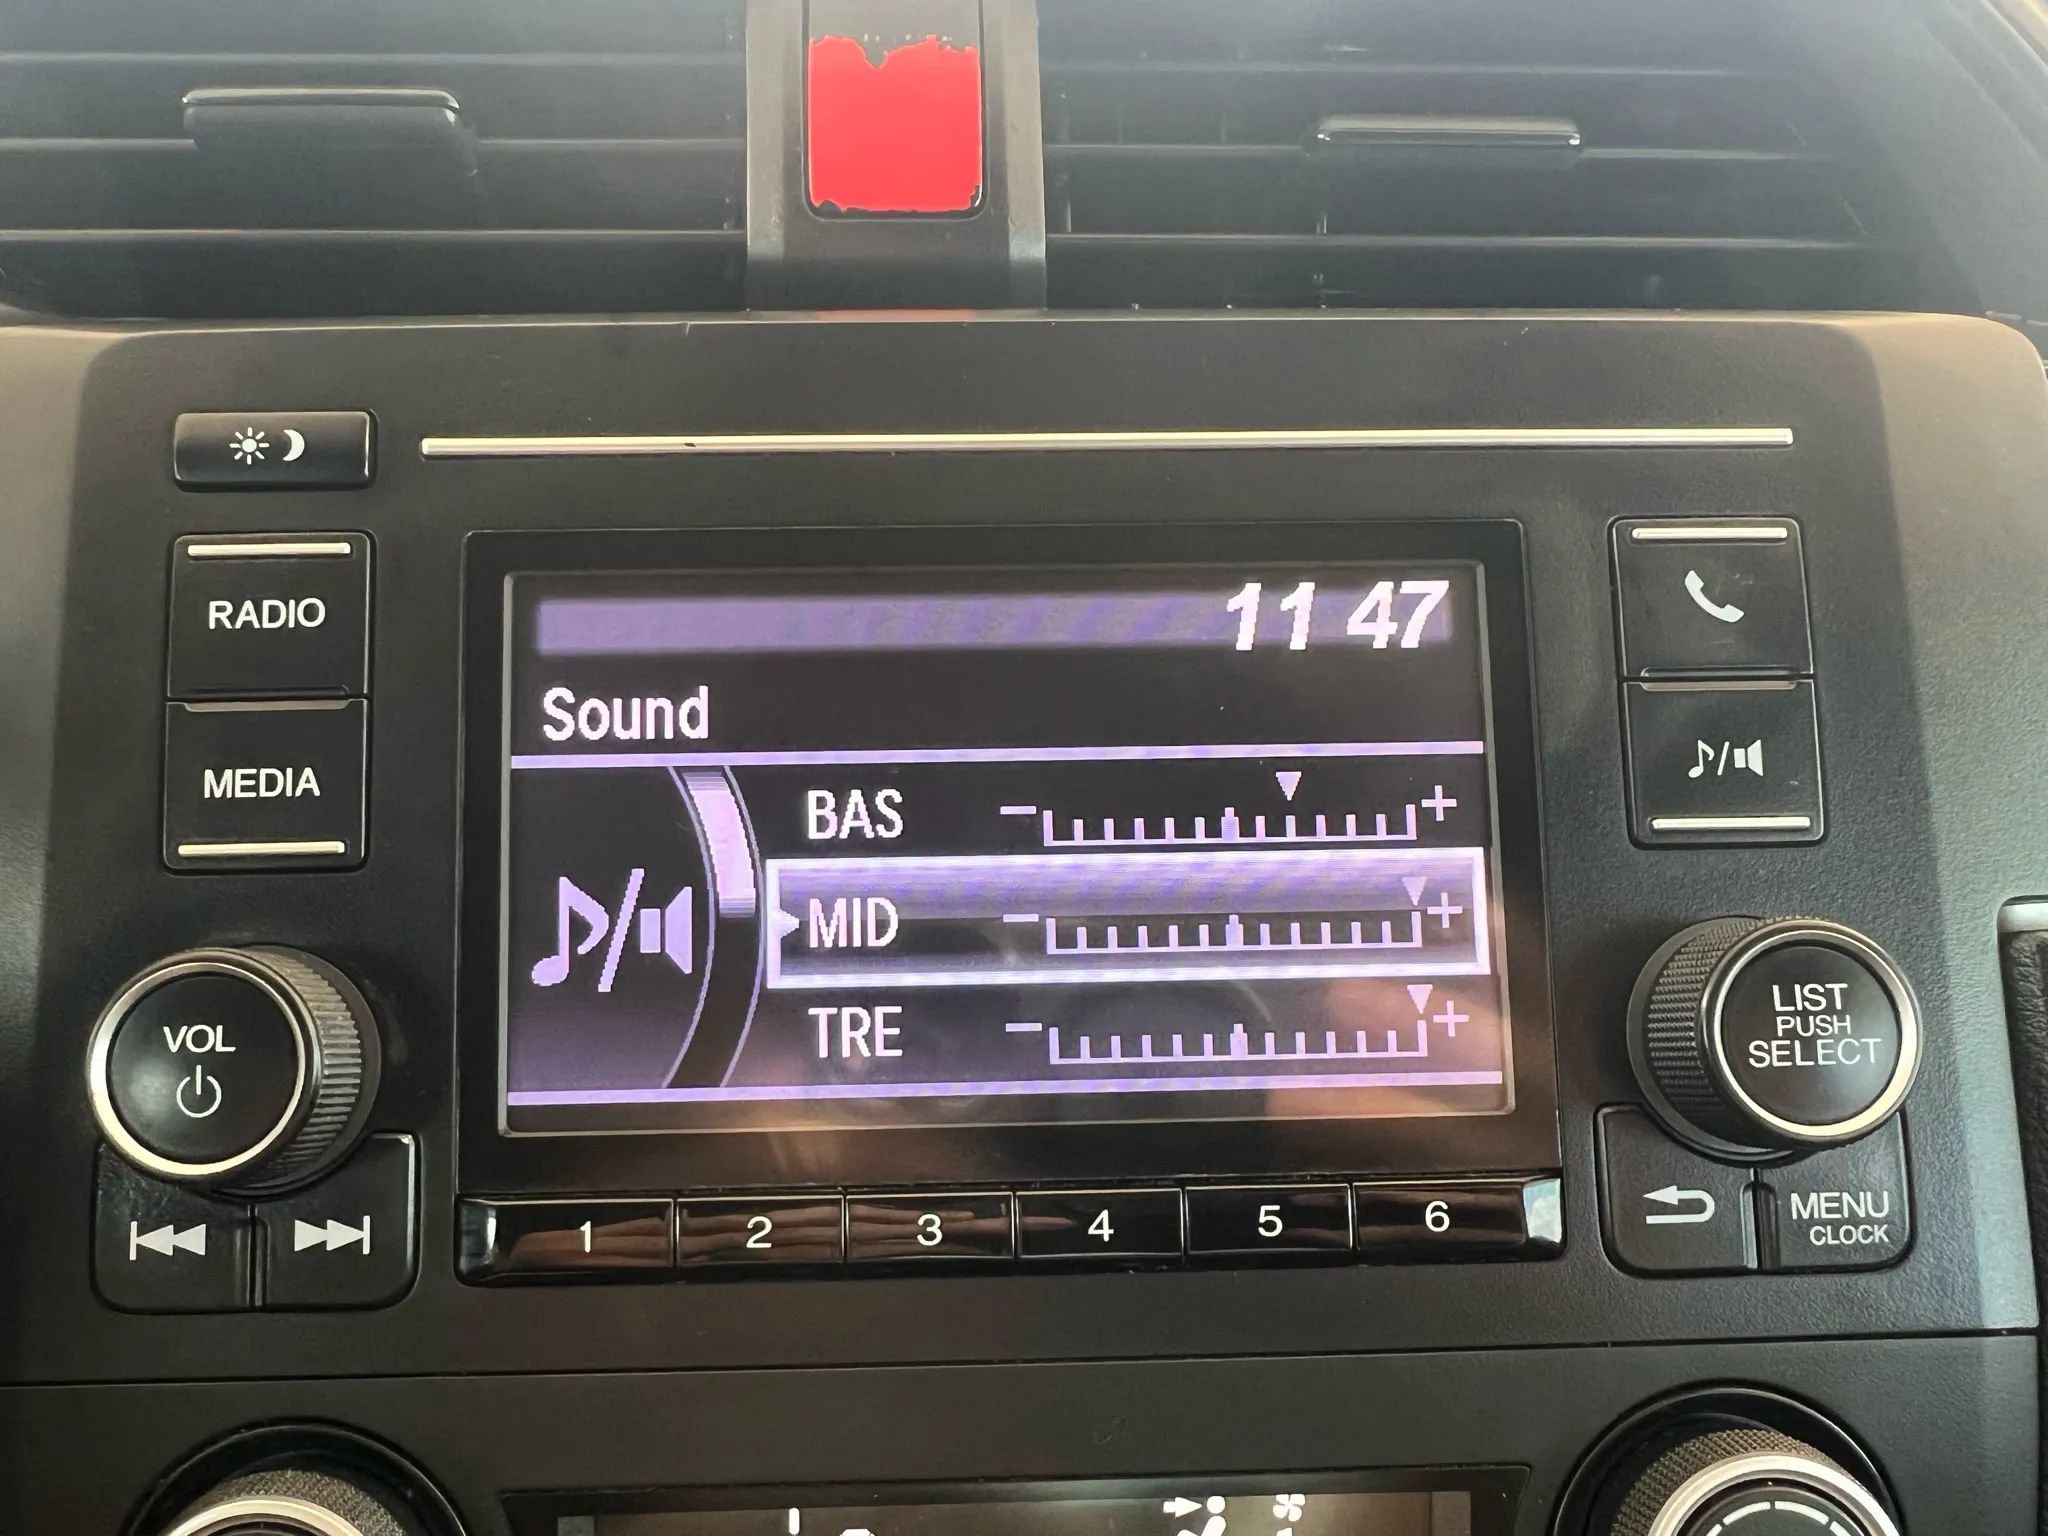 RADIO
MEDIA
VOL
11 47
Sound
BAS − +
MID − +
TRE − +
1 2 3 4 5 6
LIST
PUSH
SELECT
MENU
CLOCK